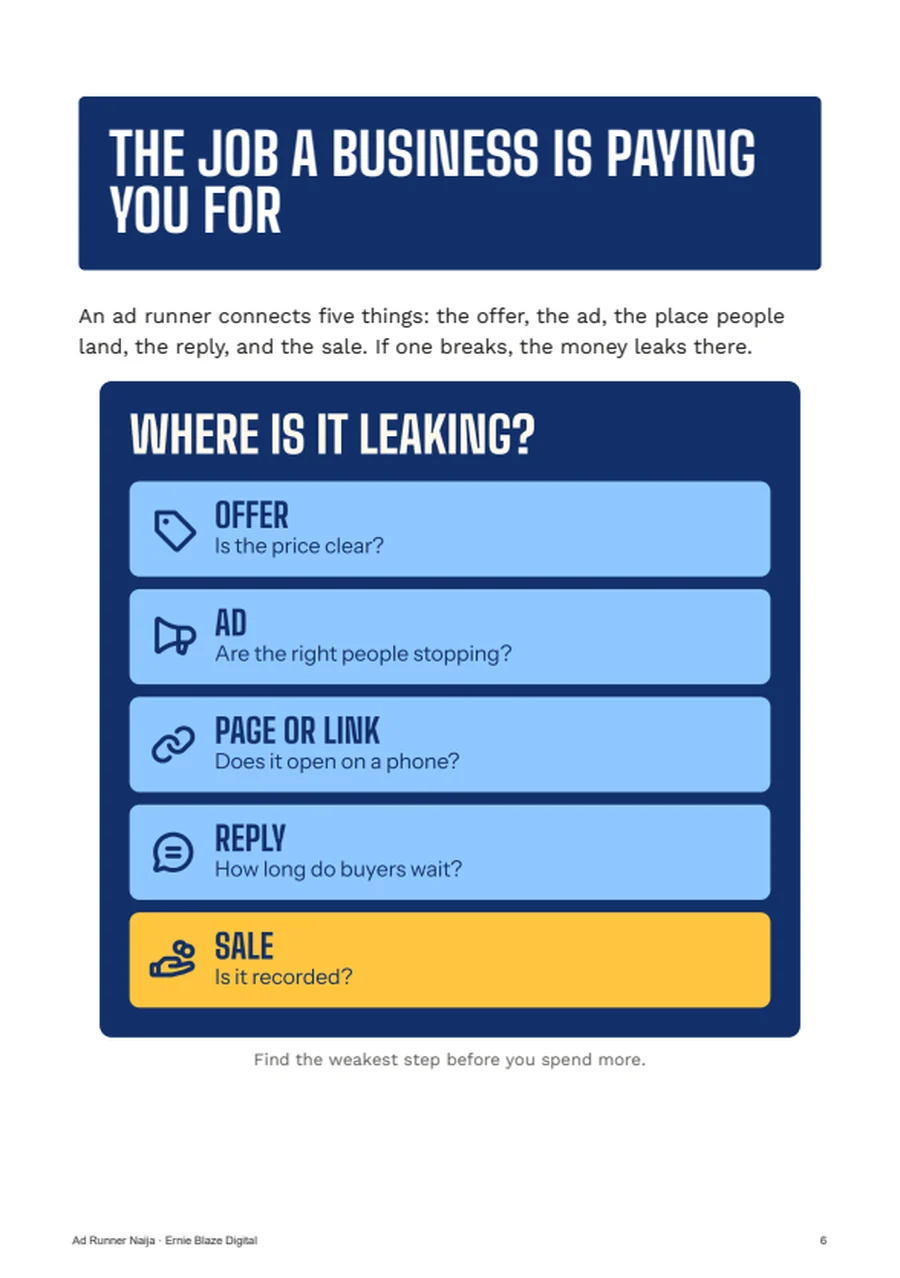 THE JOB A BUSINESS IS PAYING
YOU FOR
An ad runner connects five things: the offer, the ad, the place people
land, the reply, and the sale. If one breaks, the money leaks there.
WHERE IS IT LEAKING?
OFFER
Is the price clear?
AD
Are the right people stopping?
PAGE OR LINK
Does it open on a phone?
REPLY
How long do buyers wait?
SALE
Is it recorded?
Find the weakest step before you spend more.
Ad Runner Naija · Ernie Blaze Digital
6